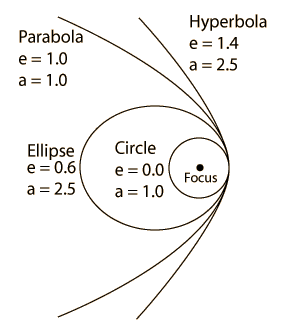 Parabola
e = 1.0
a = 1.0
Hyperbola
e = 1.4
a = 2.5
Ellipse
e = 0.6
a = 2.5
Circle
e = 0.0
a = 1.0
Focus